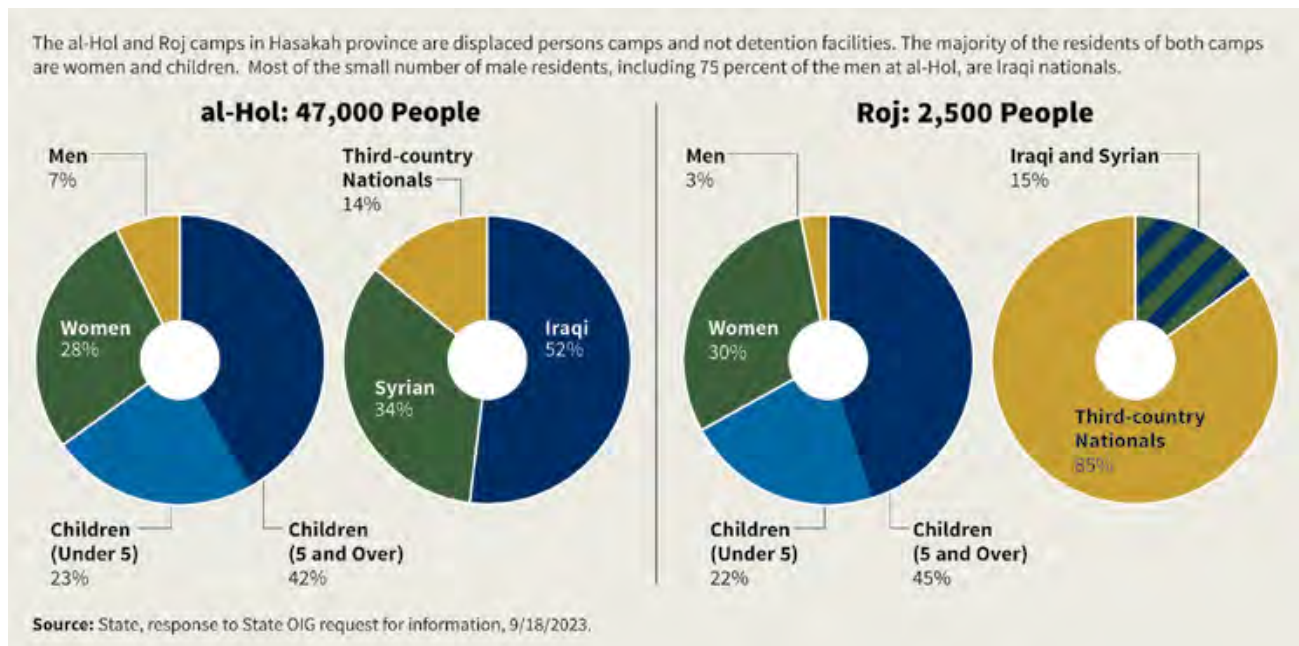 The al-Hol and Roj camps in Hasakah province are displaced persons camps and not detention facilities. The majority of the residents of both camps
are women and children. Most of the small number of male residents, including 75 percent of the men at al-Hol, are Iraqi nationals.
al-Hol: 47,000 People
Men
7%
Third-country
Nationals
14%
Women
28%
Iraqi
52%
Syrian
34%
Children
(Under 5)
23%
Children
(5 and Over)
42%
Roj: 2,500 People
Men
3%
Iraqi and Syrian
15%
Women
30%
Third-country
Nationals
85%
Children
(Under 5)
22%
Children
(5 and Over)
45%
Source: State, response to State OIG request for information, 9/18/2023.